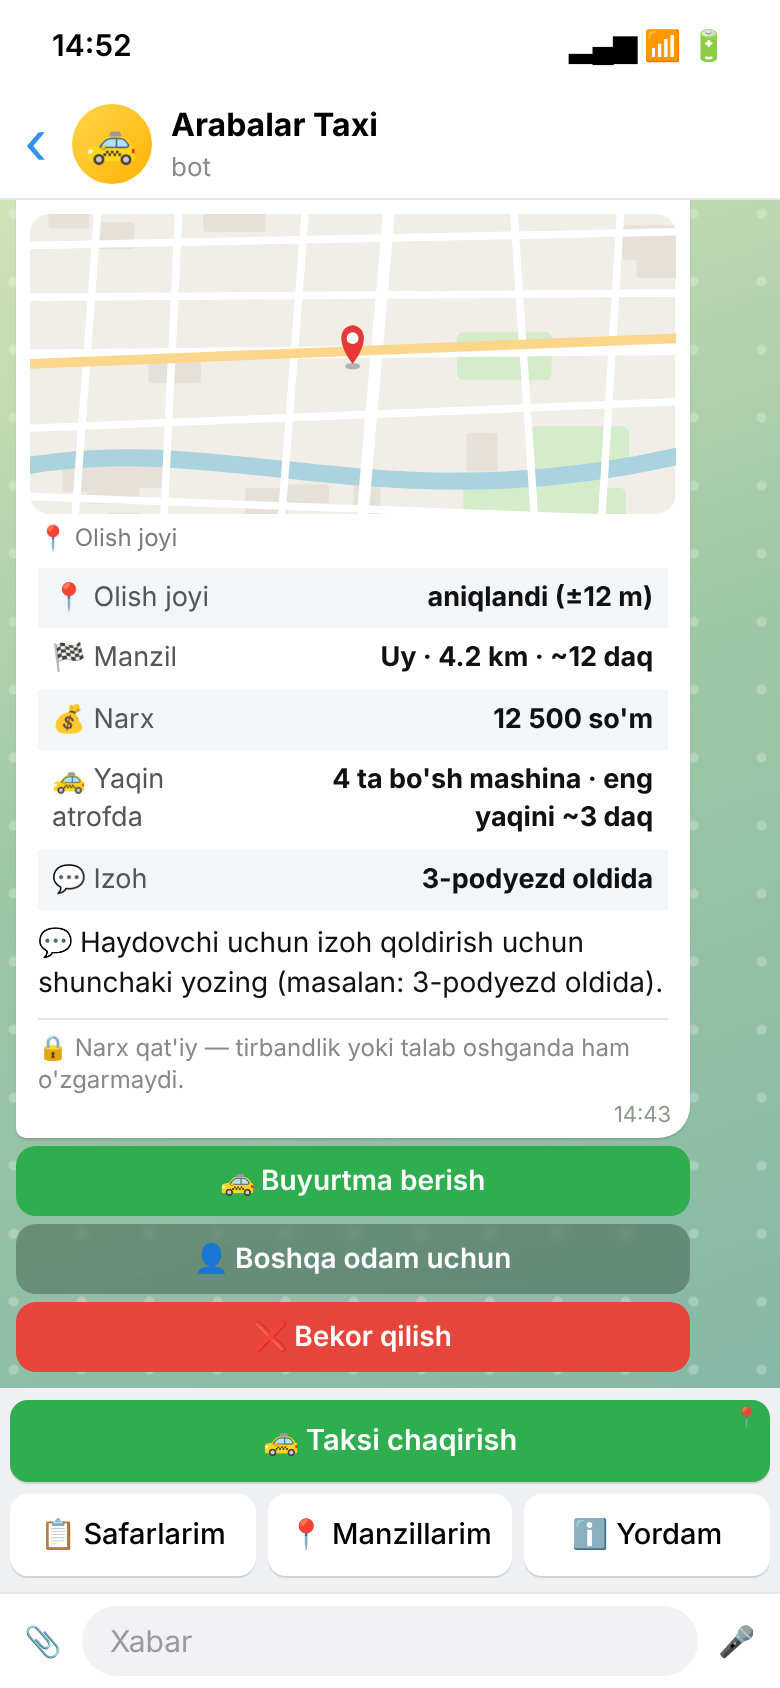 14:52
Arabalar Taxi
bot
Olish joyi
Olish joyi aniqlandi (±12 m)
Manzil Uy · 4.2 km · ~12 daq
Narx 12 500 so'm
Yaqin atrofda 4 ta bo'sh mashina · eng yaqini ~3 daq
Izoh 3-podyezd oldida
Haydovchi uchun izoh qoldirish uchun
shunchaki yozing (masalan: 3-podyezd oldida).
Narx qat'iy — tirbandlik yoki talab oshganda ham
o'zgarmaydi.
14:43
Buyurtma berish
Boshqa odam uchun
Bekor qilish
Taksi chaqirish
Safarlarim
Manzillarim
Yordam
Xabar